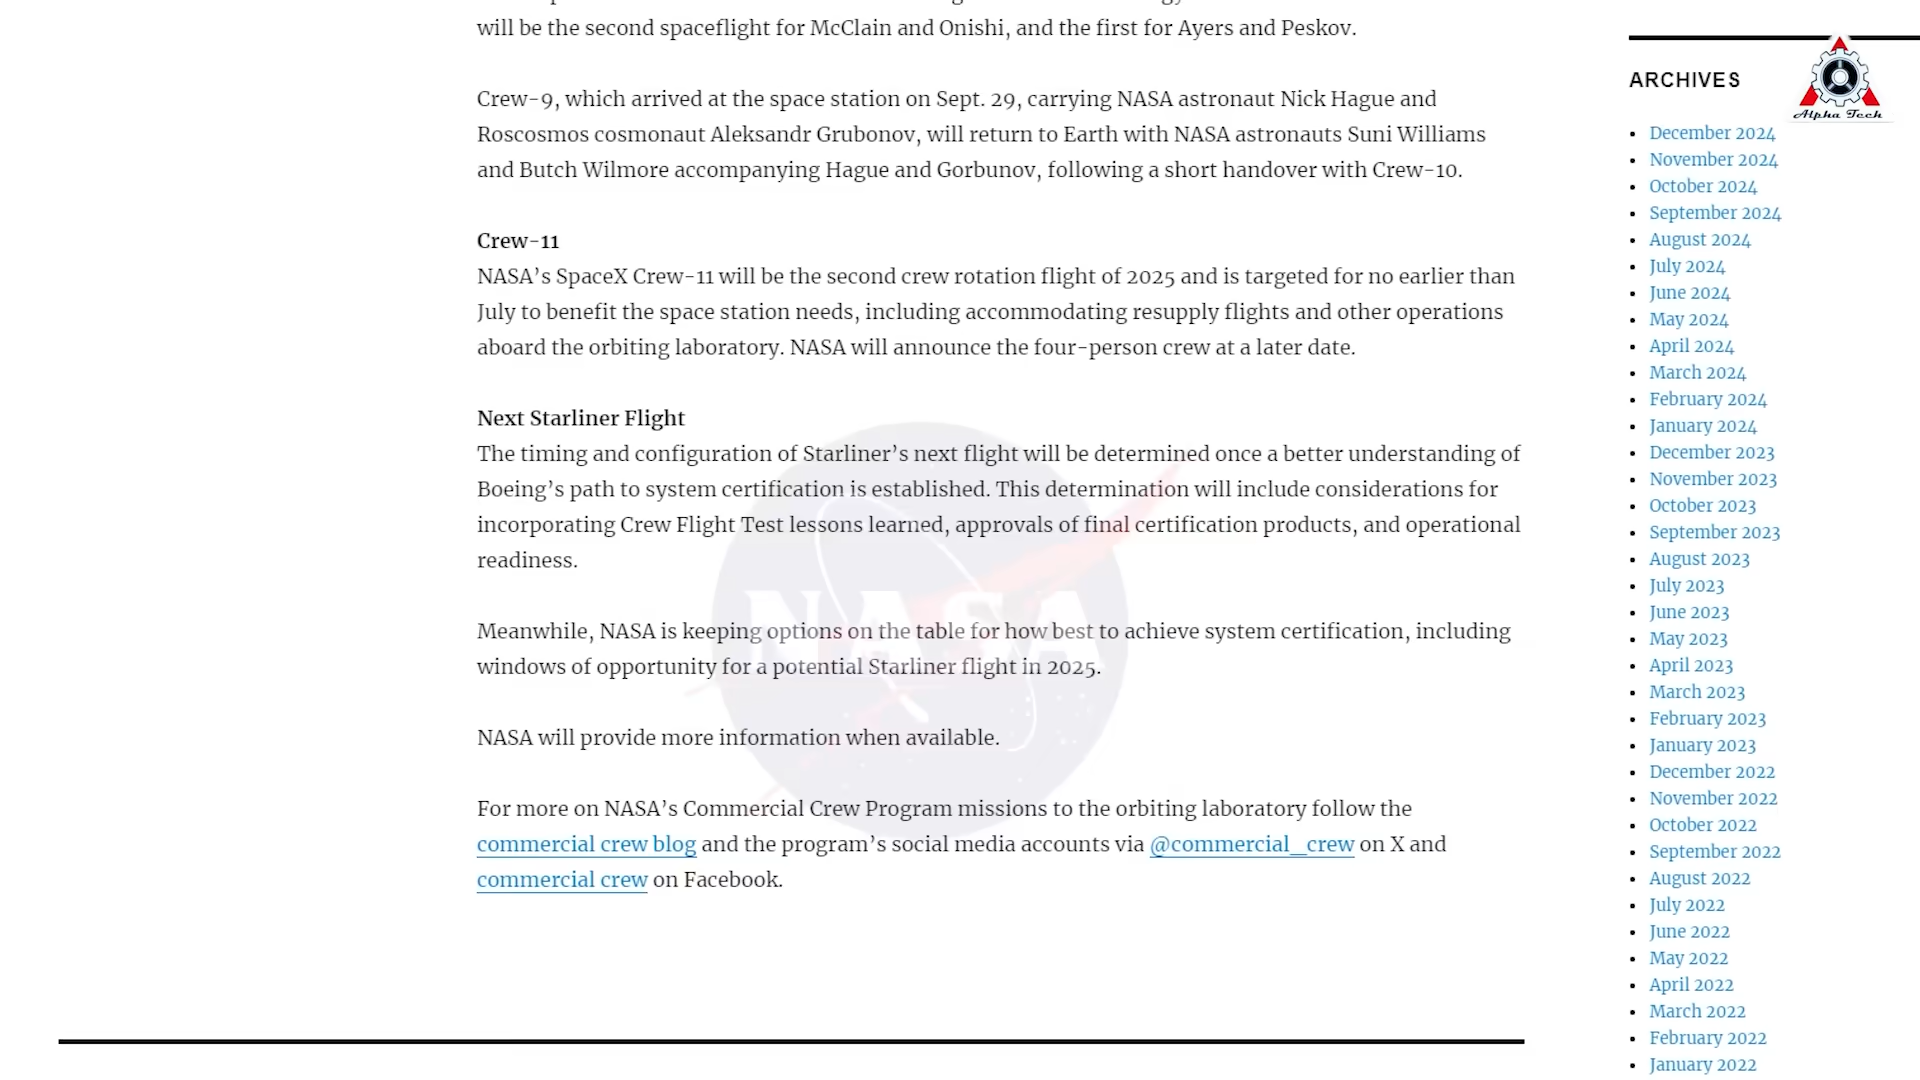 will be the second spaceflight for McClain and Onishi, and the first for Ayers and Peskov.
Crew-9, which arrived at the space station on Sept. 29, carrying NASA astronaut Nick Hague and
Roscosmos cosmonaut Aleksandr Grubonov, will return to Earth with NASA astronauts Suni Williams
and Butch Wilmore accompanying Hague and Gorbunov, following a short handover with Crew-10.
Crew-11
NASA’s SpaceX Crew-11 will be the second crew rotation flight of 2025 and is targeted for no earlier than
July to benefit the space station needs, including accommodating resupply flights and other operations
aboard the orbiting laboratory. NASA will announce the four-person crew at a later date.
Next Starliner Flight
The timing and configuration of Starliner’s next flight will be determined once a better understanding of
Boeing’s path to system certification is established. This determination will include considerations for
incorporating Crew Flight Test lessons learned, approvals of final certification products, and operational
readiness.
Meanwhile, NASA is keeping options on the table for how best to achieve system certification, including
windows of opportunity for a potential Starliner flight in 2025.
NASA will provide more information when available.
For more on NASA’s Commercial Crew Program missions to the orbiting laboratory follow the
commercial crew blog and the program’s social media accounts via @commercial_crew on X and
commercial crew on Facebook.
NASA
ARCHIVES
Alpha Tech
December 2024
November 2024
October 2024
September 2024
August 2024
July 2024
June 2024
May 2024
April 2024
March 2024
February 2024
January 2024
December 2023
November 2023
October 2023
September 2023
August 2023
July 2023
June 2023
May 2023
April 2023
March 2023
February 2023
January 2023
December 2022
November 2022
October 2022
September 2022
August 2022
July 2022
June 2022
May 2022
April 2022
March 2022
February 2022
January 2022